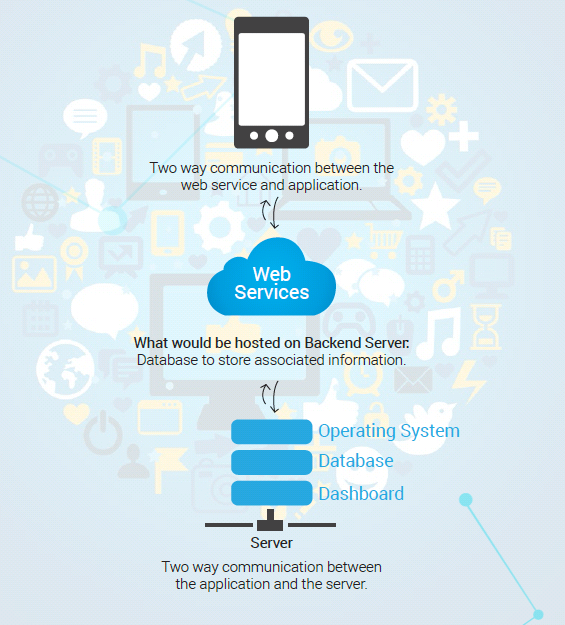 Two way communication between the
web service and application.
Web
Services
What would be hosted on Backend Server:
Database to store associated information.
Operating System
Database
Dashboard
Server
Two way communication between
the application and the server.